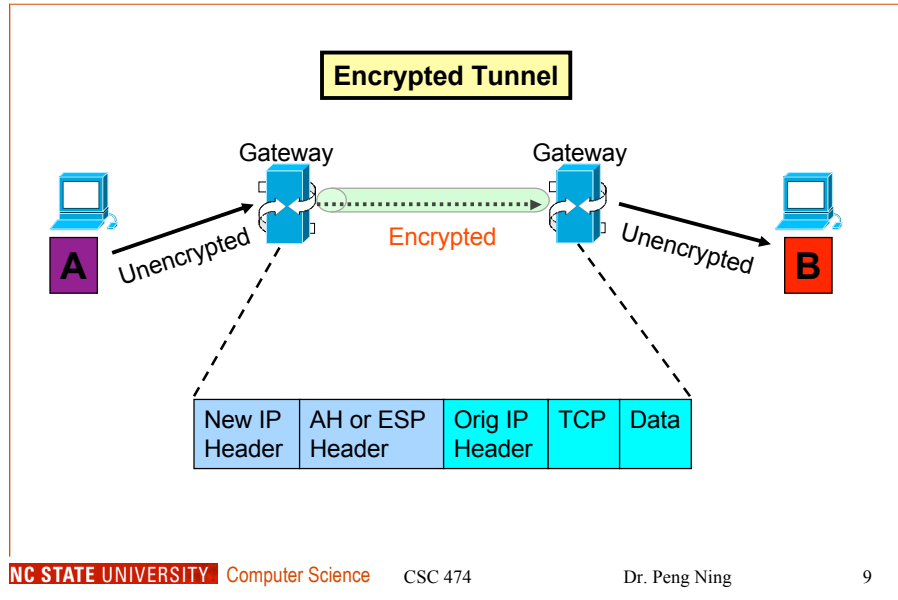 Encrypted Tunnel
Gateway
Gateway
A
Unencrypted
Encrypted
Unencrypted
B
New IP
Header
AH or ESP
Header
Orig IP
Header
TCP
Data
NC STATE UNIVERSITY Computer Science CSC 474 Dr. Peng Ning 9